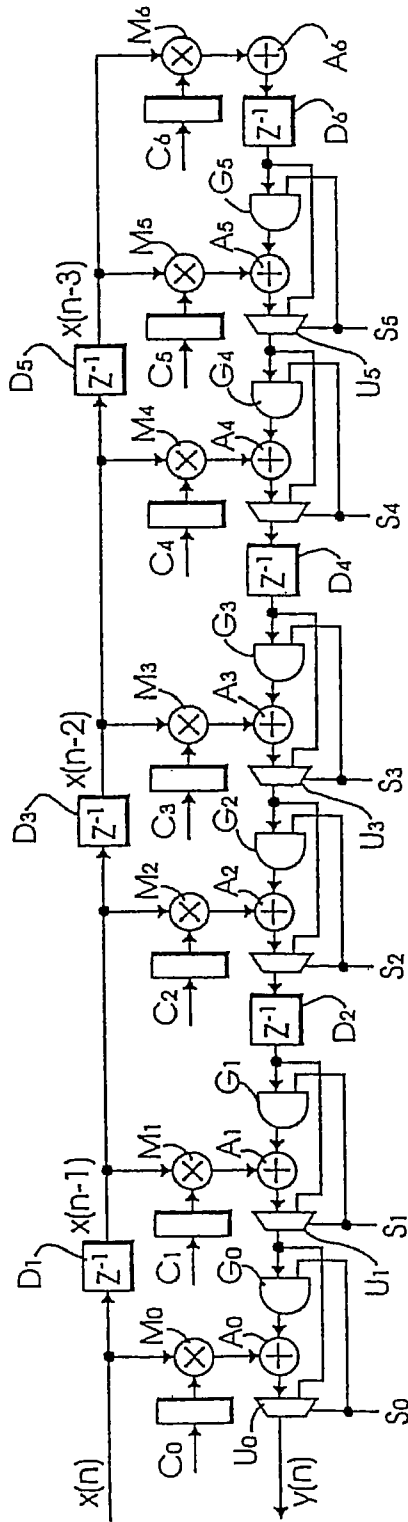 D1 D3 D5
x(n) Z-1 x(n-1) Z-1 x(n-2) Z-1 x(n-3)
M0 M1 M2 M3 M4 M5 M6
C0 C1 C2 C3 C4 C5 C6
A0 A1 A2 A3 A4 A5 A6
G0 G1 G2 G3 G4 G5
U0 Z-1 Z-1 Z-1
y(n) U1 D2 U3 D4 U5 D6
S0 S1 S2 S3 S4 S5